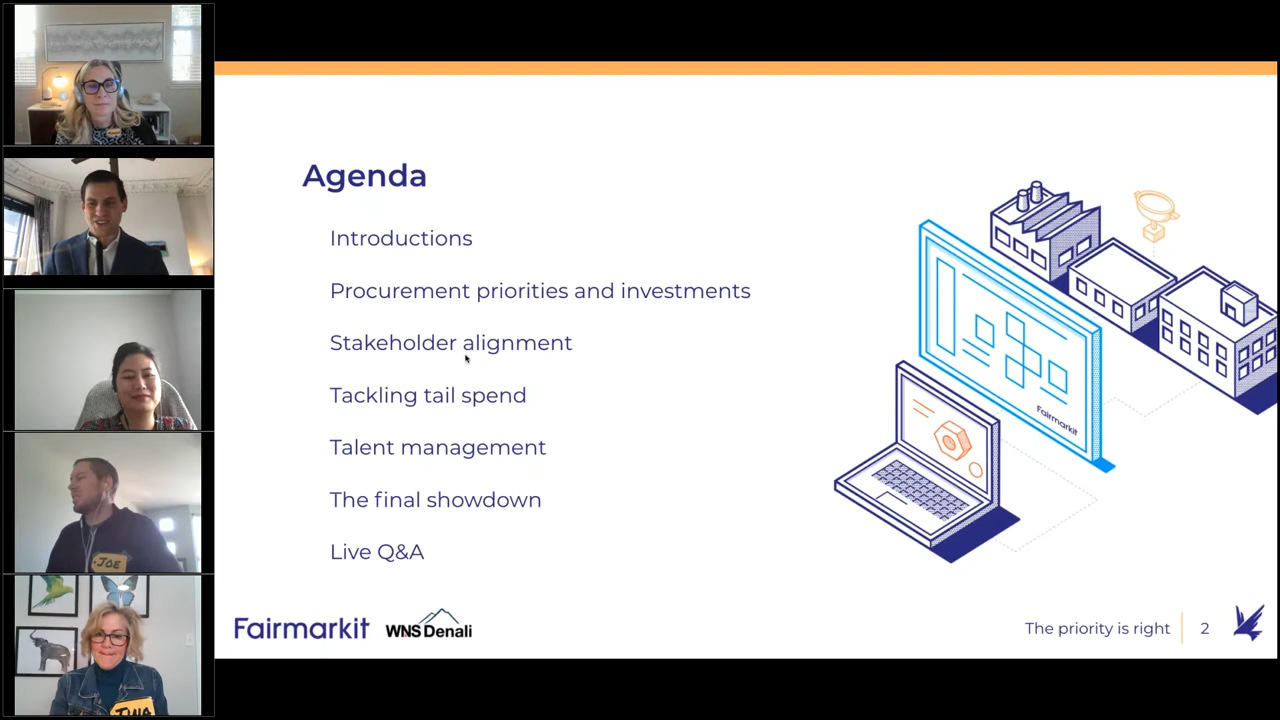 Agenda
Introductions
Procurement priorities and investments
Stakeholder alignment
Tackling tail spend
Talent management
The final showdown
Live Q&A
Fairmarkit
Fairmarkit
WNS Denali
The priority is right
2
JOE